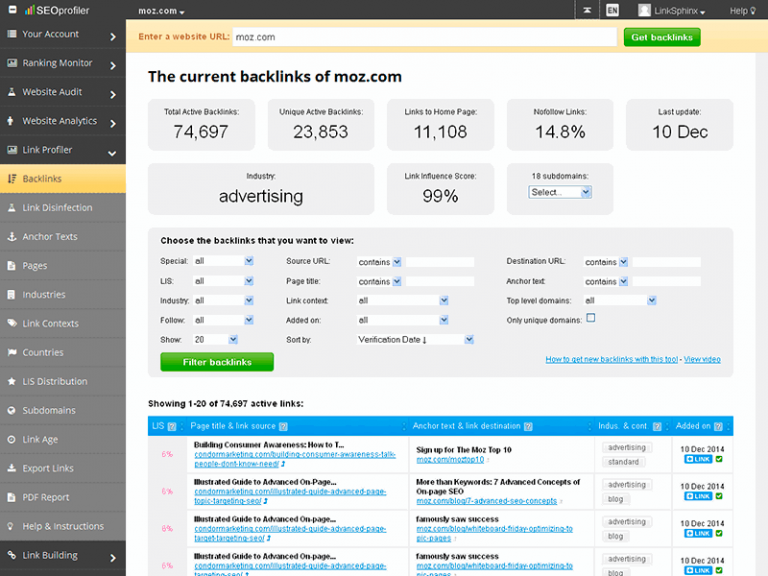 SEOprofiler
moz.com
EN
LinkSphinx
Help
Your Account
Ranking Monitor
Website Audit
Website Analytics
Link Profiler
Backlinks
Link Disinfection
Anchor Texts
Pages
Industries
Link Contexts
Countries
LIS Distribution
Subdomains
Link Age
Export Links
PDF Report
Help & Instructions
Link Building
Enter a website URL: moz.com Get backlinks
The current backlinks of moz.com
Total Active Backlinks:
74,697
Unique Active Backlinks:
23,853
Links to Home Page:
11,108
Nofollow Links:
14.8%
Last update:
10 Dec
Industry:
advertising
Link Influence Score:
99%
18 subdomains:
Select...
Choose the backlinks that you want to view:
Special: all Source URL: contains Destination URL: contains
LIS: all Page title: contains Anchor text: contains
Industry: all Link context: all Top level domains: all
Follow: all Added on: all Only unique domains:
Show: 20 Sort by: Verification Date ↓
Filter backlinks
How to get new backlinks with this tool - View video
Showing 1-20 of 74,697 active links:
LIS [?] Page title & link source [?] Anchor text & link destination [?] Indus. & cont. [?] Added on [?]
6%
Building Consumer Awareness: How to T...
condormarketing.com/building-consumer-awareness-talk-
people-dont-know-need/
Sign up for The Moz Top 10
moz.com/moztop10
advertising
standard
10 Dec 2014
LINK
6%
Illustrated Guide to Advanced On-Page...
condormarketing.com/illustrated-guide-advanced-page-
topic-targeting-seo/
More than Keywords: 7 Advanced Concepts of
On-page SEO
moz.com/blog/7-advanced-seo-concepts
advertising
blog
10 Dec 2014
LINK
6%
Illustrated Guide to Advanced On-Page...
condormarketing.com/illustrated-guide-advanced-page-
target-targeting-seo/
famously saw success
moz.com/blog/whiteboard-friday-optimizing-to
pic-pages
advertising
blog
10 Dec 2014
LINK
6%
Illustrated Guide to Advanced On-page...
condormarketing.com/illustrated-guide-advanced-page-
targeting-seo/
famously saw success
moz.com/blog/whiteboard-friday-optimizing-to
pic-pages
advertising
blog
10 Dec 2014
LINK